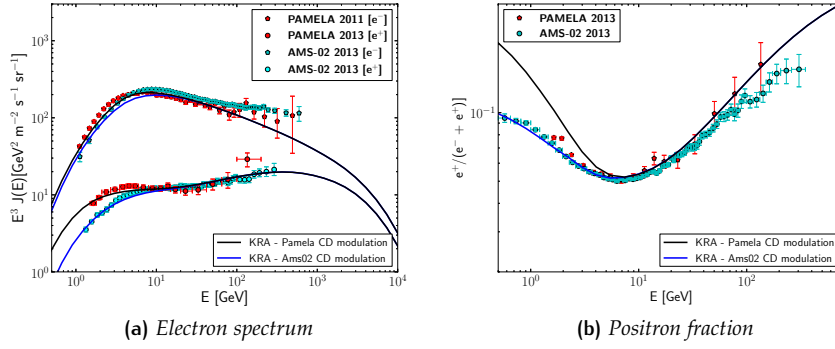 PAMELA 2011 [e⁻]
PAMELA 2013 [e⁺]
AMS-02 2013 [e⁻]
AMS-02 2013 [e⁺]
E³ J(E)[GeV² m⁻² s⁻¹ sr⁻¹]
10³
10²
10¹
10⁰
KRA - Pamela CD modulation
KRA - Ams02 CD modulation
10⁰ 10¹ 10² 10³ 10⁴
E [GeV]
(a) Electron spectrum
PAMELA 2013
AMS-02 2013
e⁺/(e⁻ + e⁺)
10⁻¹
KRA - Pamela CD modulation
KRA - Ams02 CD modulation
10⁰ 10¹ 10²
E [GeV]
(b) Positron fraction